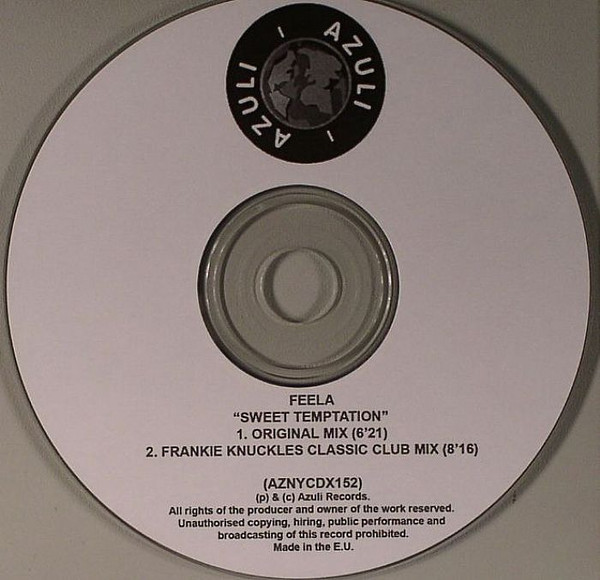 AZULI – AZULI –
FEELA
“SWEET TEMPTATION”
1. ORIGINAL MIX (6’21)
2. FRANKIE KNUCKLES CLASSIC CLUB MIX (8’16)
(AZNYCDX152)
(p) & (c) Azuli Records.
All rights of the producer and owner of the work reserved.
Unauthorised copying, hiring, public performance and
broadcasting of this record prohibited.
Made in the E.U.